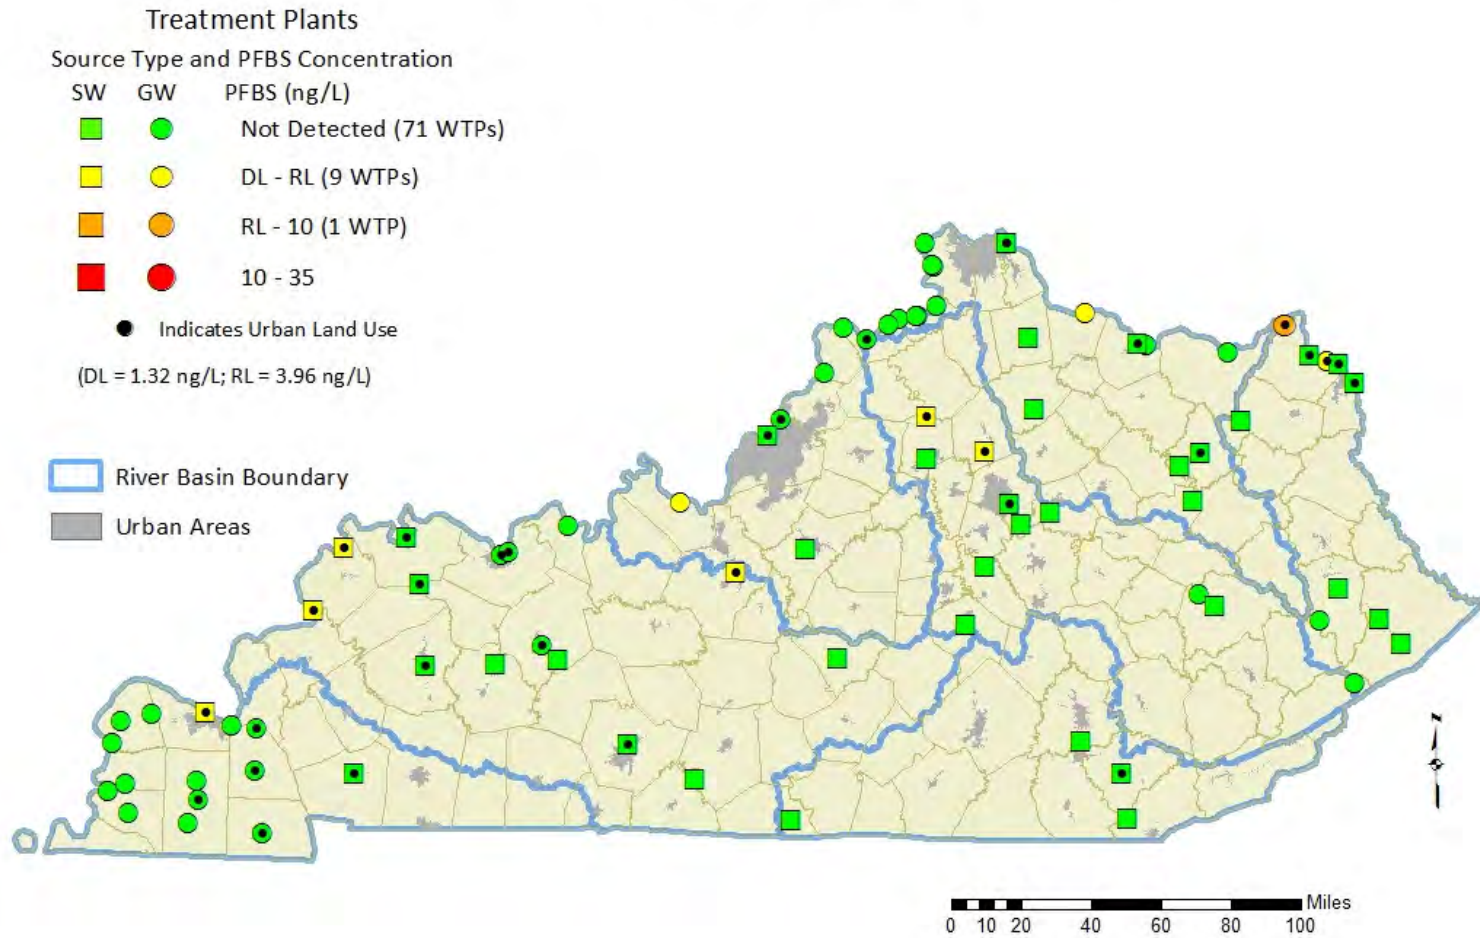 Treatment Plants
Source Type and PFBS Concentration
SW GW PFBS (ng/L)
Not Detected (71 WTPs)
DL - RL (9 WTPs)
RL - 10 (1 WTP)
10 - 35
Indicates Urban Land Use
(DL = 1.32 ng/L; RL = 3.96 ng/L)
River Basin Boundary
Urban Areas
N
Miles
0 10 20 40 60 80 100